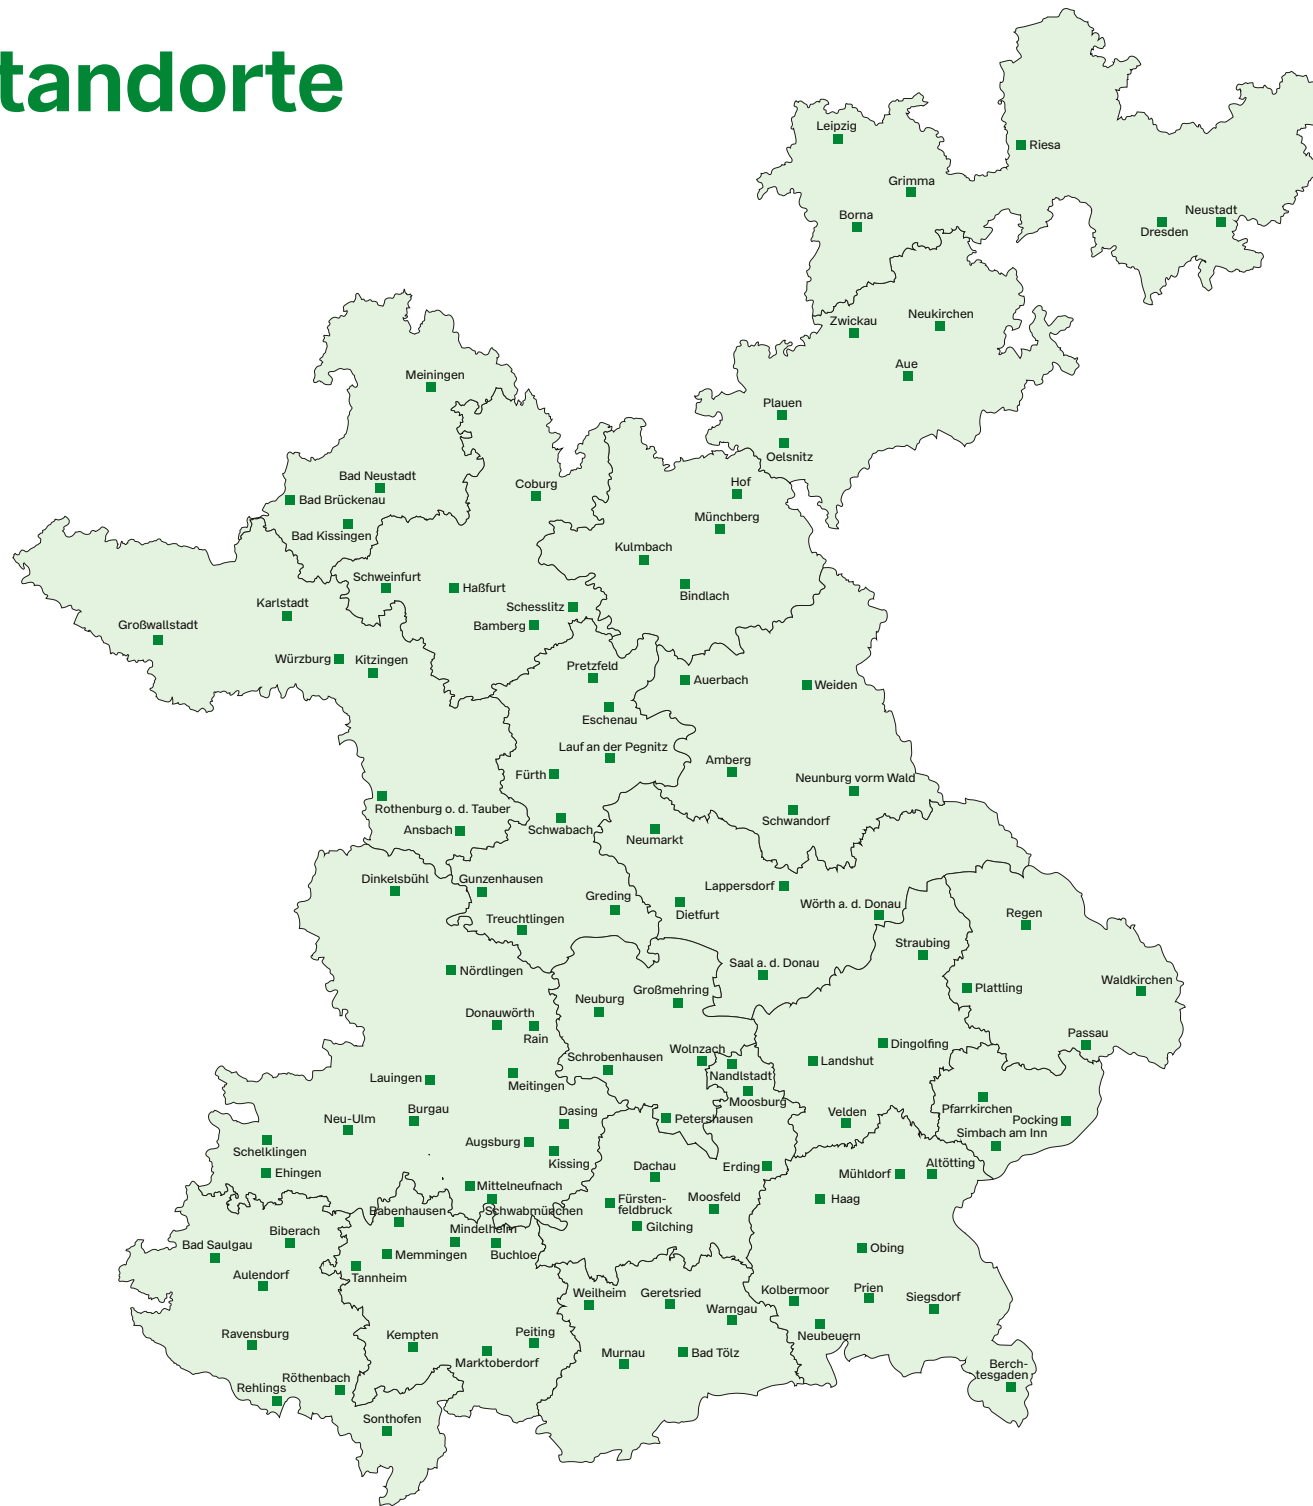 tandorte
Leipzig
Riesa
Grimma
Borna
Neustadt
Dresden
Zwickau
Neukirchen
Aue
Meiningen
Plauen
Oelsnitz
Bad Neustadt
Bad Brückenau
Coburg
Hof
Münchberg
Bad Kissingen
Kulmbach
Schweinfurt
Haßfurt
Bindlach
Karlstadt
Schesslitz
Großwallstadt
Bamberg
Würzburg
Kitzingen
Pretzfeld
Auerbach
Weiden
Eschenau
Lauf an der Pegnitz
Fürth
Amberg
Neunburg vorm Wald
Rothenburg o. d. Tauber
Ansbach
Schwabach
Schwandorf
Neumarkt
Dinkelsbühl
Gunzenhausen
Lappersdorf
Greding
Wörth a. d. Donau
Treuchtlingen
Dietfurt
Regen
Straubing
Nördlingen
Saal a. d. Donau
Waldkirchen
Großmehring
Plattling
Neuburg
Donauwörth
Rain
Passau
Dingolfing
Wolnzach
Schrobenhausen
Landshut
Nandlstadt
Lauingen
Meitingen
Moosburg
Pfarrkirchen
Burgau
Dasing
Velden
Neu-Ulm
Petershausen
Pocking
Simbach am Inn
Augsburg
Schelklingen
Kissing
Dachau
Erding
Altötting
Ehingen
Mühldorf
Mittelneufnach
Fürsten-
feldbruck
Moosfeld
Haag
Babenhausen
Schwabmünchen
Gilching
Mindelheim
Biberach
Bad Saulgau
Memmingen
Buchloe
Obing
Aulendorf
Tannheim
Weilheim
Geretsried
Kolbermoor
Prien
Siegsdorf
Warngau
Ravensburg
Kempten
Peiting
Neubeuern
Murnau
Bad Tölz
Marktoberdorf
Berch-
tesgaden
Röthenbach
Rehlings
Sonthofen